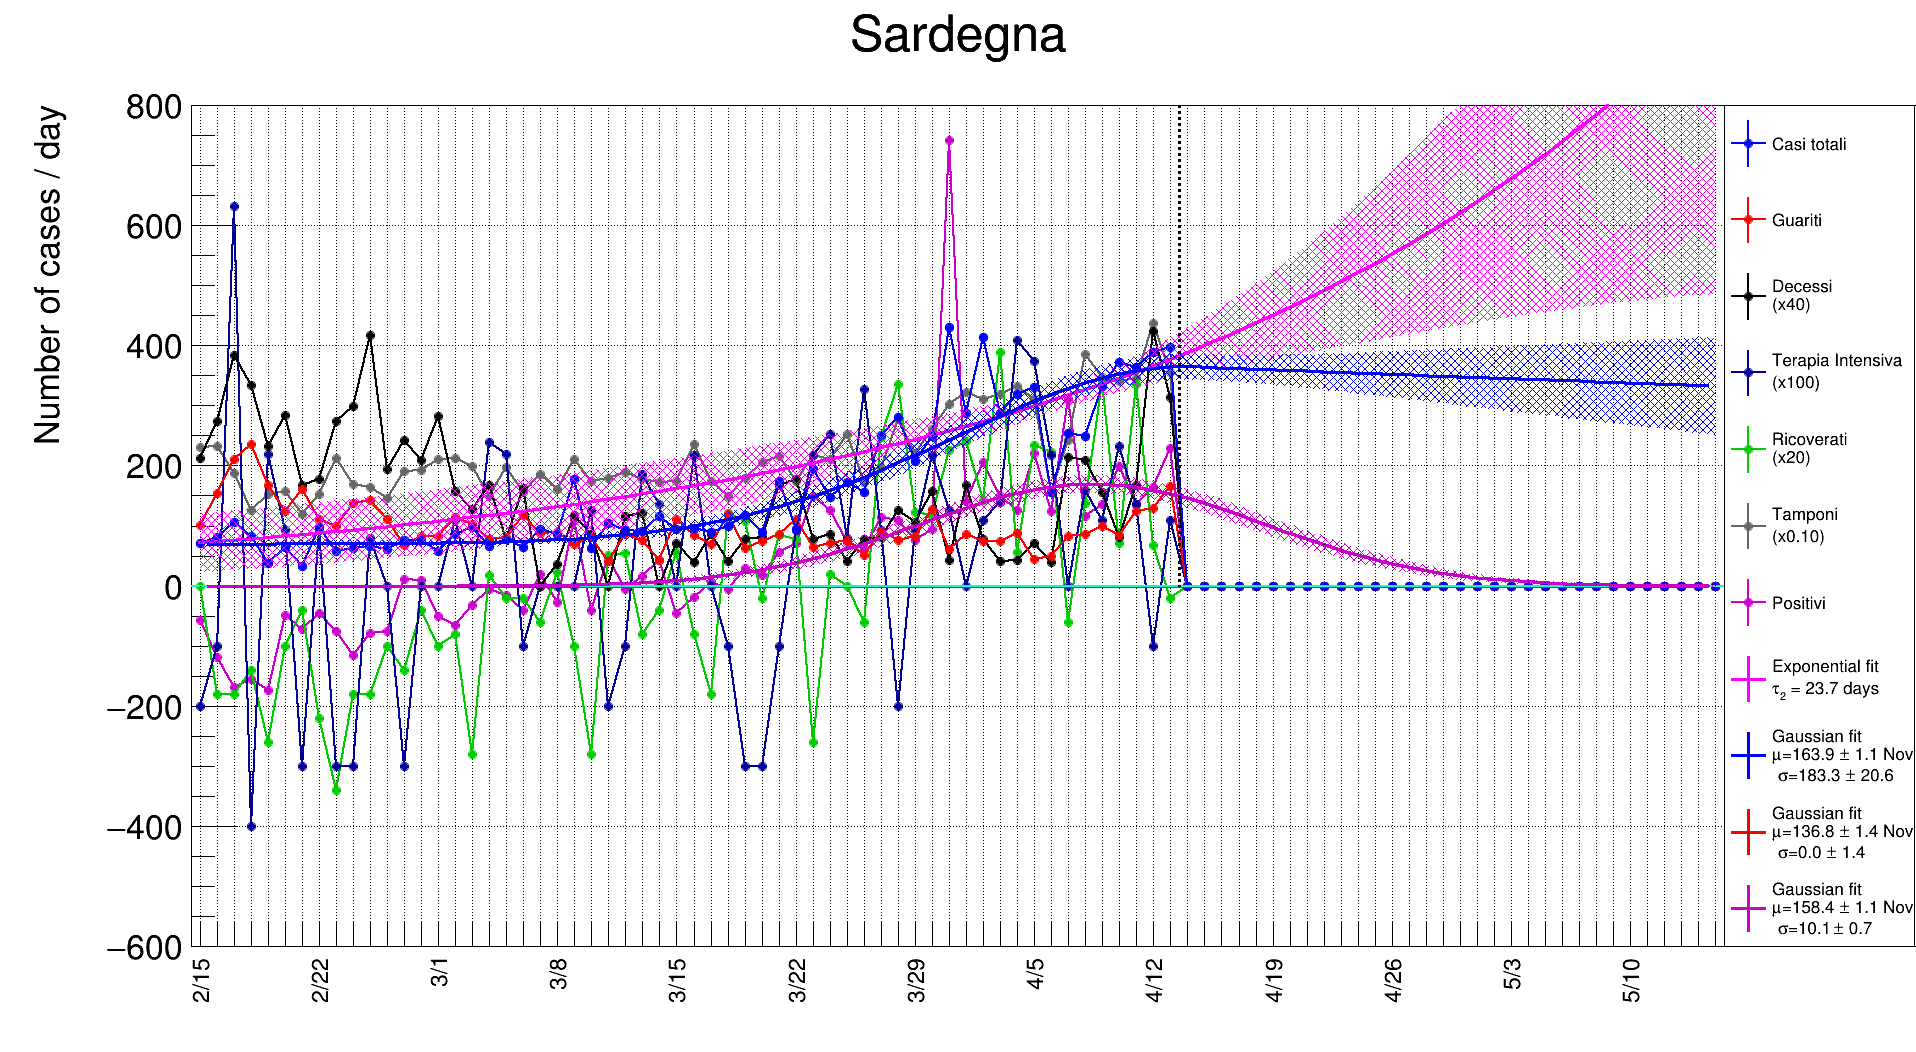 Sardegna
Number of cases / day
800
600
400
200
0
−200
−400
−600
2/15
2/22
3/1
3/8
3/15
3/22
3/29
4/5
4/12
4/19
4/26
5/3
5/10
Casi totali
Guariti
Decessi
(x40)
Terapia Intensiva
(x100)
Ricoverati
(x20)
Tamponi
(x0.10)
Positivi
Exponential fit
τ₂ = 23.7 days
Gaussian fit
μ=163.9 ± 1.1 Nov
σ=183.3 ± 20.6
Gaussian fit
μ=136.8 ± 1.4 Nov
σ=0.0 ± 1.4
Gaussian fit
μ=158.4 ± 1.1 Nov
σ=10.1 ± 0.7